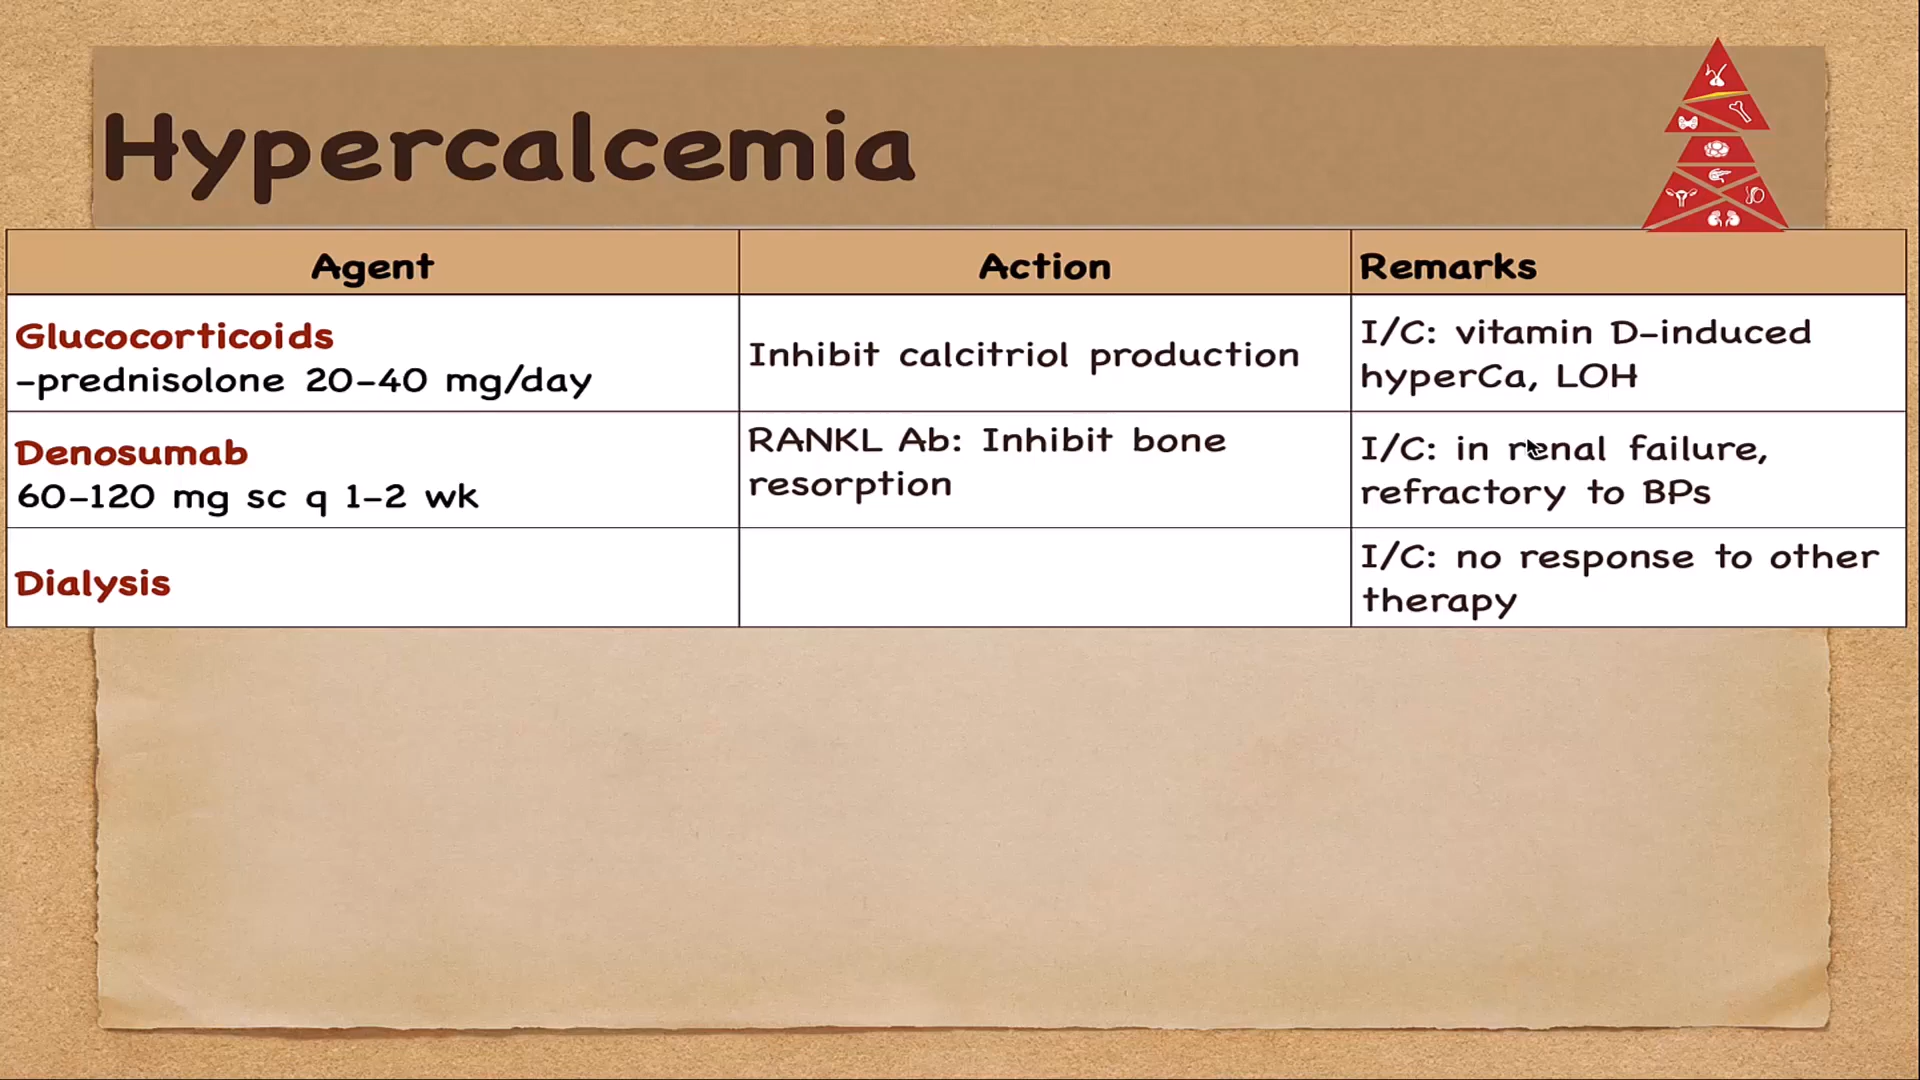 Hypercalcemia
Agent
Action
Remarks
Glucocorticoids
-prednisolone 20-40 mg/day
Inhibit calcitriol production
I/C: vitamin D-induced
hyperCa, LOH
Denosumab
60-120 mg sc q 1-2 wk
RANKL Ab: Inhibit bone
resorption
I/C: in renal failure,
refractory to BPs
Dialysis
I/C: no response to other
therapy